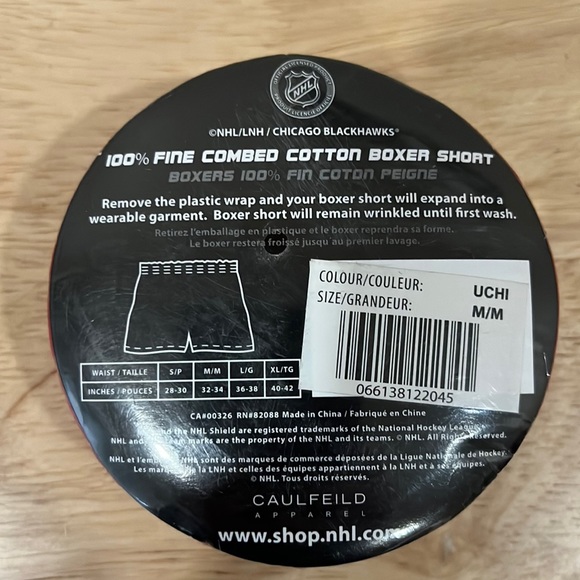 NHL
©NHL/LNH / CHICAGO BLACKHAWKS®
100% FINE COMBED COTTON BOXER SHORT
BOXERS 100% FIN COTON PEIGNÉ
Remove the plastic wrap and your boxer short will expand into a
wearable garment. Boxer short will remain wrinkled until first wash.
Retirez l'emballage en plastique et le boxer reprendra sa forme.
Le boxer restera froissé jusqu'au premier lavage.
COLOUR/COULEUR: UCHI
SIZE/GRANDEUR: M/M
066138122045
WAIST / TAILLE S/P M/M L/G XL/TG
INCHES / POUCES 28-30 32-34 36-38 40-42
CA#00326 RN#82088 Made in China / Fabriqué en Chine
and the NHL Shield are registered trademarks of the National Hockey League.
NHL and marks are the property of the NHL and its teams. © NHL. All Rights Reserved.
NHL et NHL sont des marques de commerce déposées de la Ligue Nationale de Hockey.
Les marques de la LNH et celles des équipes appartiennent à la LNH et à ses équipes.
© NHL. Tous droits réservés.
CAULFEILD
APPAREL
www.shop.nhl.com